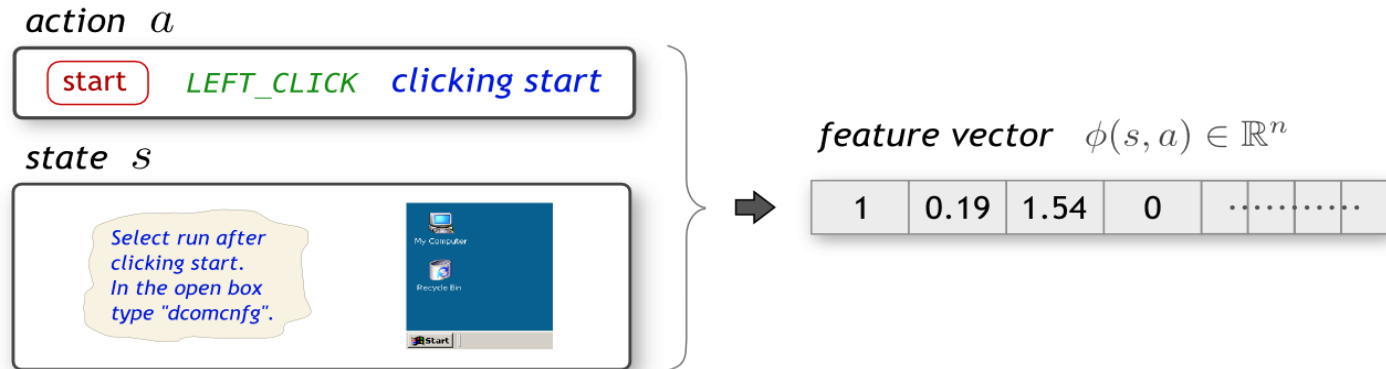 action a
start LEFT_CLICK clicking start
state s
Select run after
clicking start.
In the open box
type "dcomcnfg".
My Computer
Recycle Bin
Start
feature vector ϕ(s, a) ∈ ℝⁿ
1 0.19 1.54 0 ...........